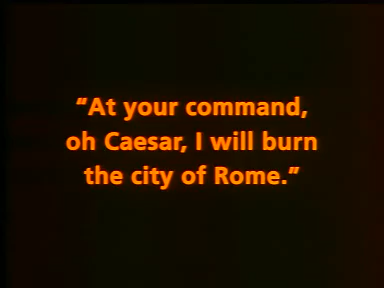 “At your command,
oh Caesar, I will burn
the city of Rome.”